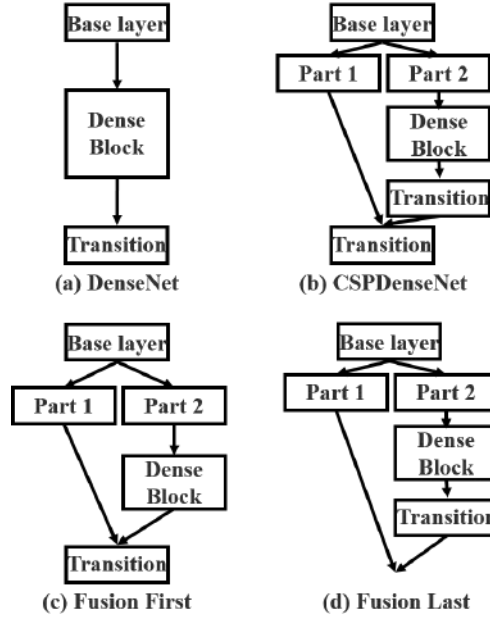 Base layer
Dense
Block
Transition
(a) DenseNet
Base layer
Part 1
Part 2
Dense
Block
Transition
Transition
(b) CSPDenseNet
Base layer
Part 1
Part 2
Dense
Block
Transition
(c) Fusion First
Base layer
Part 1
Part 2
Dense
Block
Transition
(d) Fusion Last